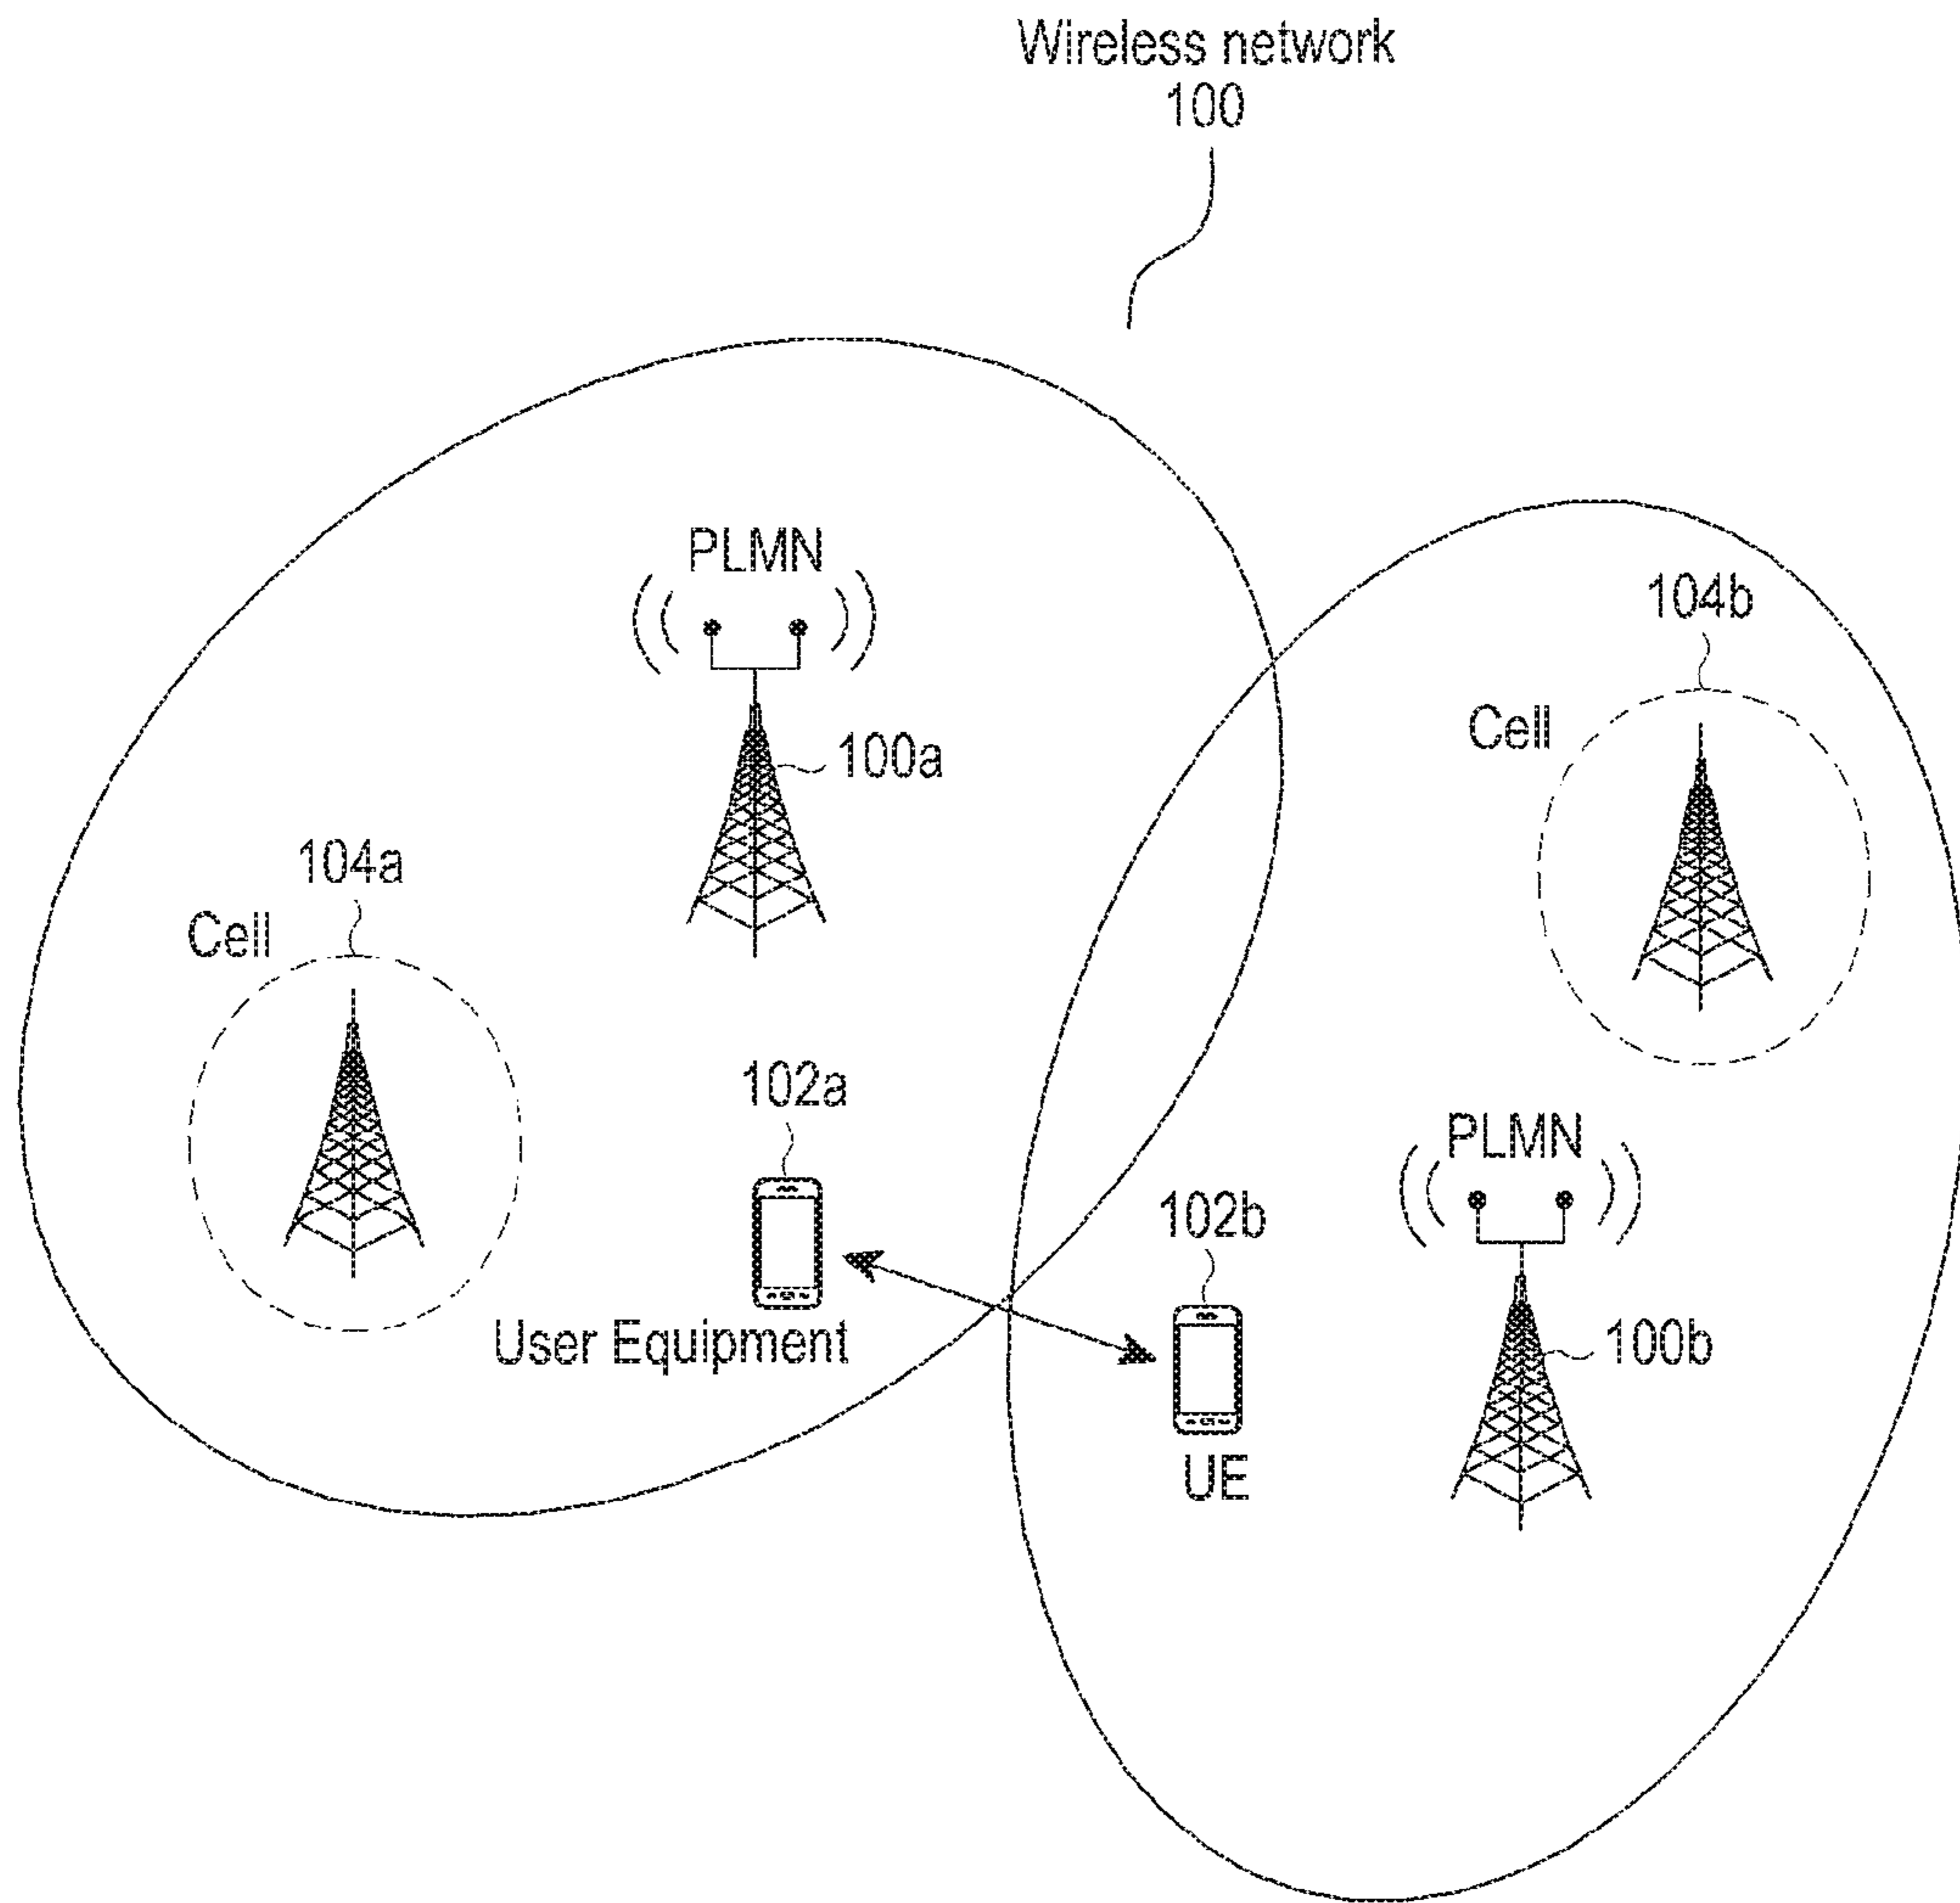 Wireless network
100
PLMN
100a
104b
Cell
104a
Cell
102a
User Equipment
102b
UE
PLMN
100b